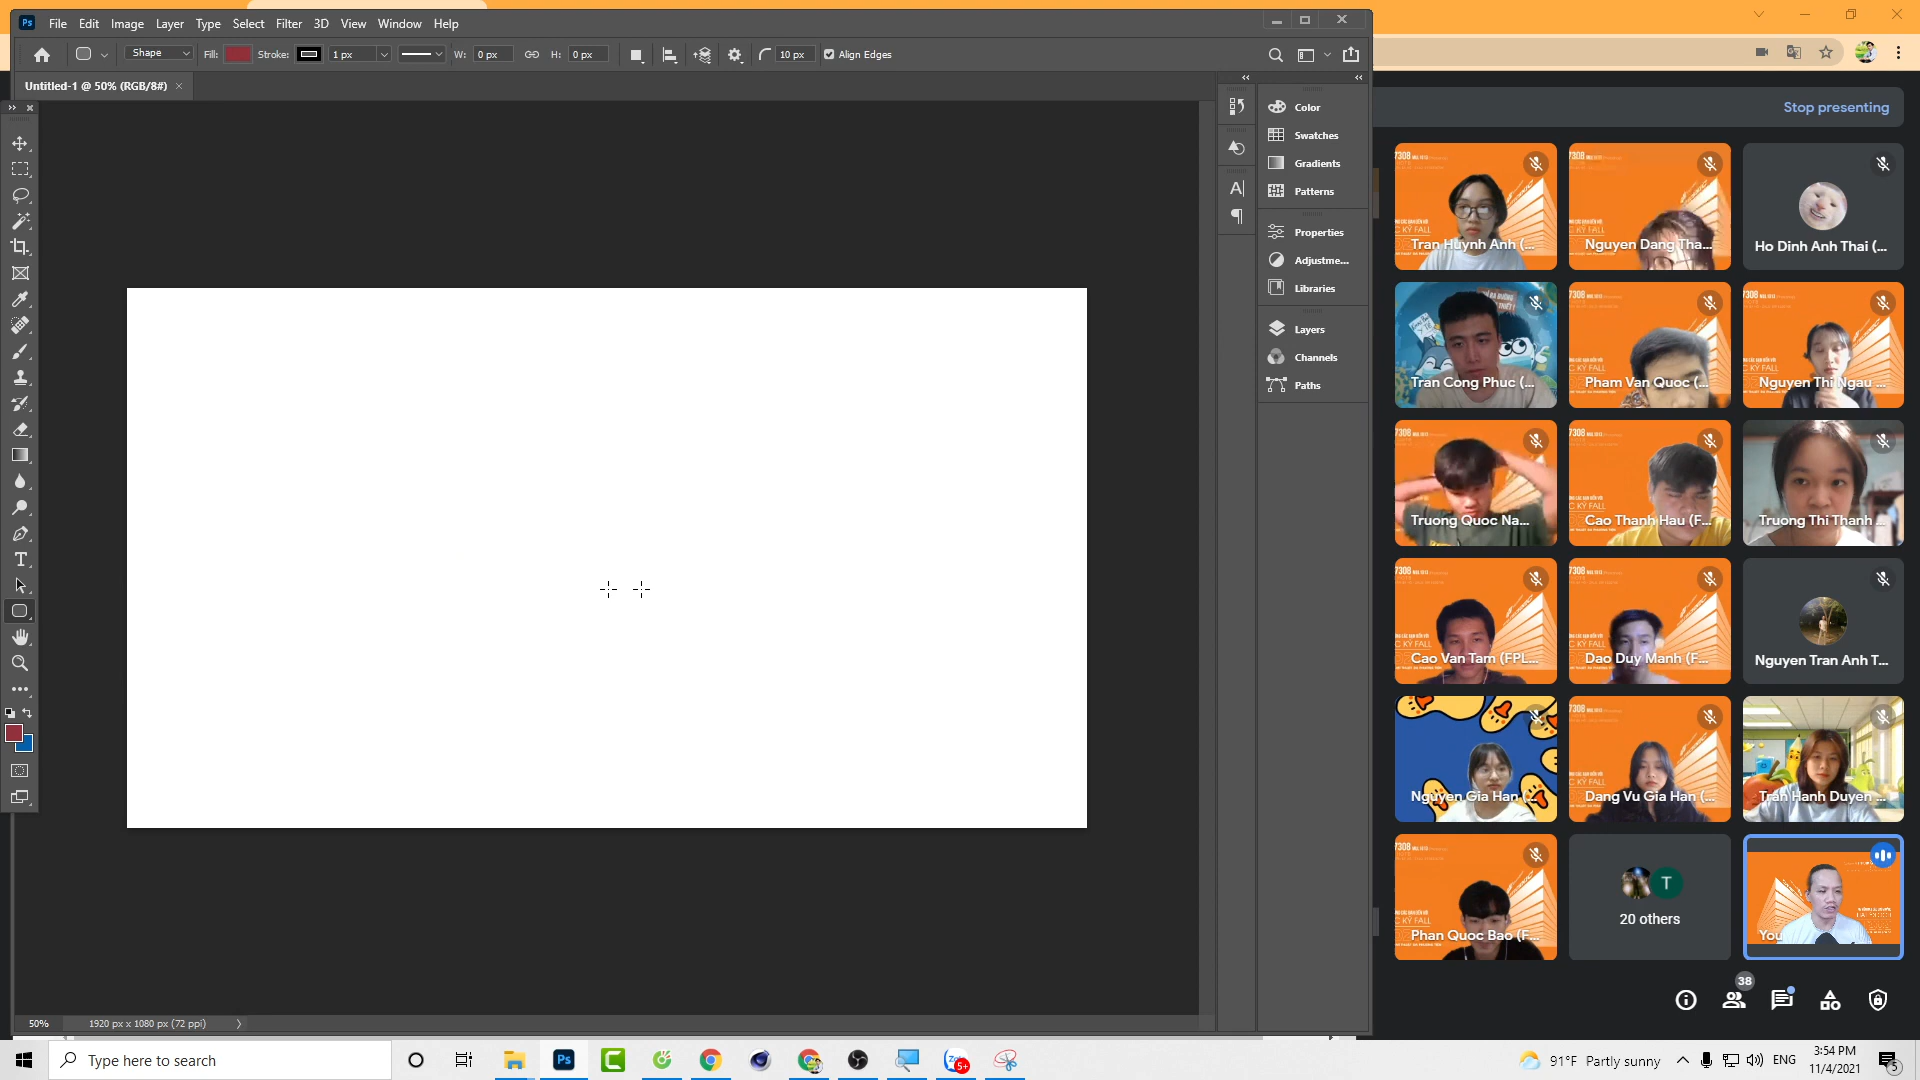 Ps File Edit Image Layer Type Select Filter 3D View Window Help
Shape Fill: Stroke: 1 px W: 0 px H: 0 px 10 px Align Edges
Untitled-1 @ 50% (RGB/8#) ×
Color
Swatches
Gradients
Patterns
Properties
Adjustme...
Libraries
Layers
Channels
Paths
50% 1920 px x 1080 px (72 ppi)
Stop presenting
Tran Huynh Anh (...
Nguyen Dang Tha...
Ho Dinh Anh Thai (...
Tran Cong Phuc (...
Pham Van Quoc (...
Nguyen Thi Ngau ...
Truong Quoc Na...
Cao Thanh Hau (F...
Truong Thi Thanh ...
Cao Van Tam (FPL...
Dao Duy Manh (F...
Nguyen Tran Anh T...
Nguyen Gia Han (...
Dang Vu Gia Han (...
Tran Hanh Duyen ...
Phan Quoc Bao (F...
T
20 others
You
38
Type here to search
Ps
5+
91°F Partly sunny
ENG
3:54 PM
11/4/2021
5